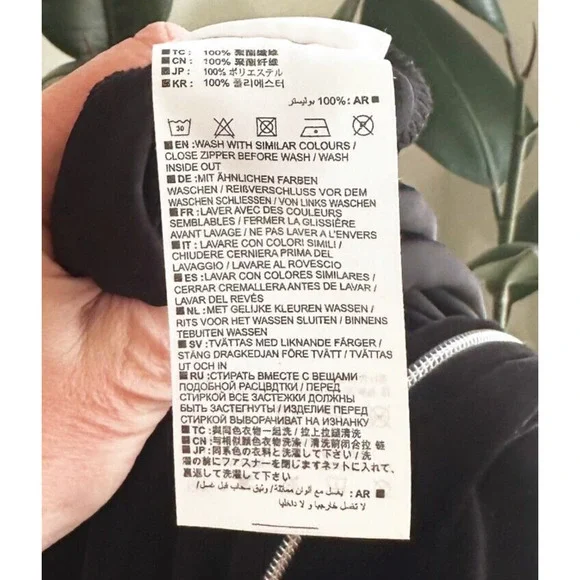 ■ TC: 100% 聚酯纖維
■ CN: 100% 聚酯纤维
■ JP: 100% ポリエステル
■ KR: 100% 폴리에스터
■ AR: 100% بوليستر
30
■ EN :WASH WITH SIMILAR COLOURS /
CLOSE ZIPPER BEFORE WASH / WASH
INSIDE OUT
■ DE :MIT ÄHNLICHEN FARBEN
WASCHEN / REIßVERSCHLUSS VOR DEM
WASCHEN SCHLIESSEN / VON LINKS WASCHEN
■ FR :LAVER AVEC DES COULEURS
SEMBLABLES / FERMER LA GLISSIÈRE
AVANT LAVAGE / NE PAS LAVER A L'ENVERS
■ IT : LAVARE CON COLORI SIMILI /
CHIUDERE CERNIERA PRIMA DEL
LAVAGGIO / LAVARE AL ROVESCIO
■ ES :LAVAR CON COLORES SIMILARES /
CERRAR CREMALLERA ANTES DE LAVAR /
LAVAR DEL REVÉS
■ NL :MET GELIJKE KLEUREN WASSEN /
RITS VOOR HET WASSEN SLUITEN / BINNENS
TEBUITEN WASSEN
■ SV :TVÄTTAS MED LIKNANDE FÄRGER /
STÄNG DRAGKEDJAN FÖRE TVÄTT / TVÄTTAS
UT OCH IN
■ RU : СТИРАТЬ ВМЕСТЕ С ВЕЩАМИ
ПОДОБНОЙ РАСЦВДТКИ / ПЕРЕД
СТИРКОЙ ВСЕ ЗАСТЕЖКИ ДОЛЖНЫ
БЫТЬ ЗАСТЕГНУТЫ / ИЗДЕЛИЕ ПЕРЕД
СТИРКОЙ ВЫВОРАЧИВАТ НА ИЗНАНКУ
■ TC: 與同色衣物一起洗 / 拉上拉鏈清洗
■ CN : 与相似颜色衣物洗涤 / 清洗前闭合拉 链
■ JP : 同系色の衣料と洗濯して下さい / 洗
濯の前にファスナーを閉じますネットに入れて、
裏返して洗濯して下さい
■ AR: يغسل مع ألوان مماثلة / وثيق سحاب قبل غسل /
لا تغسل خارجيا و لا داخليا